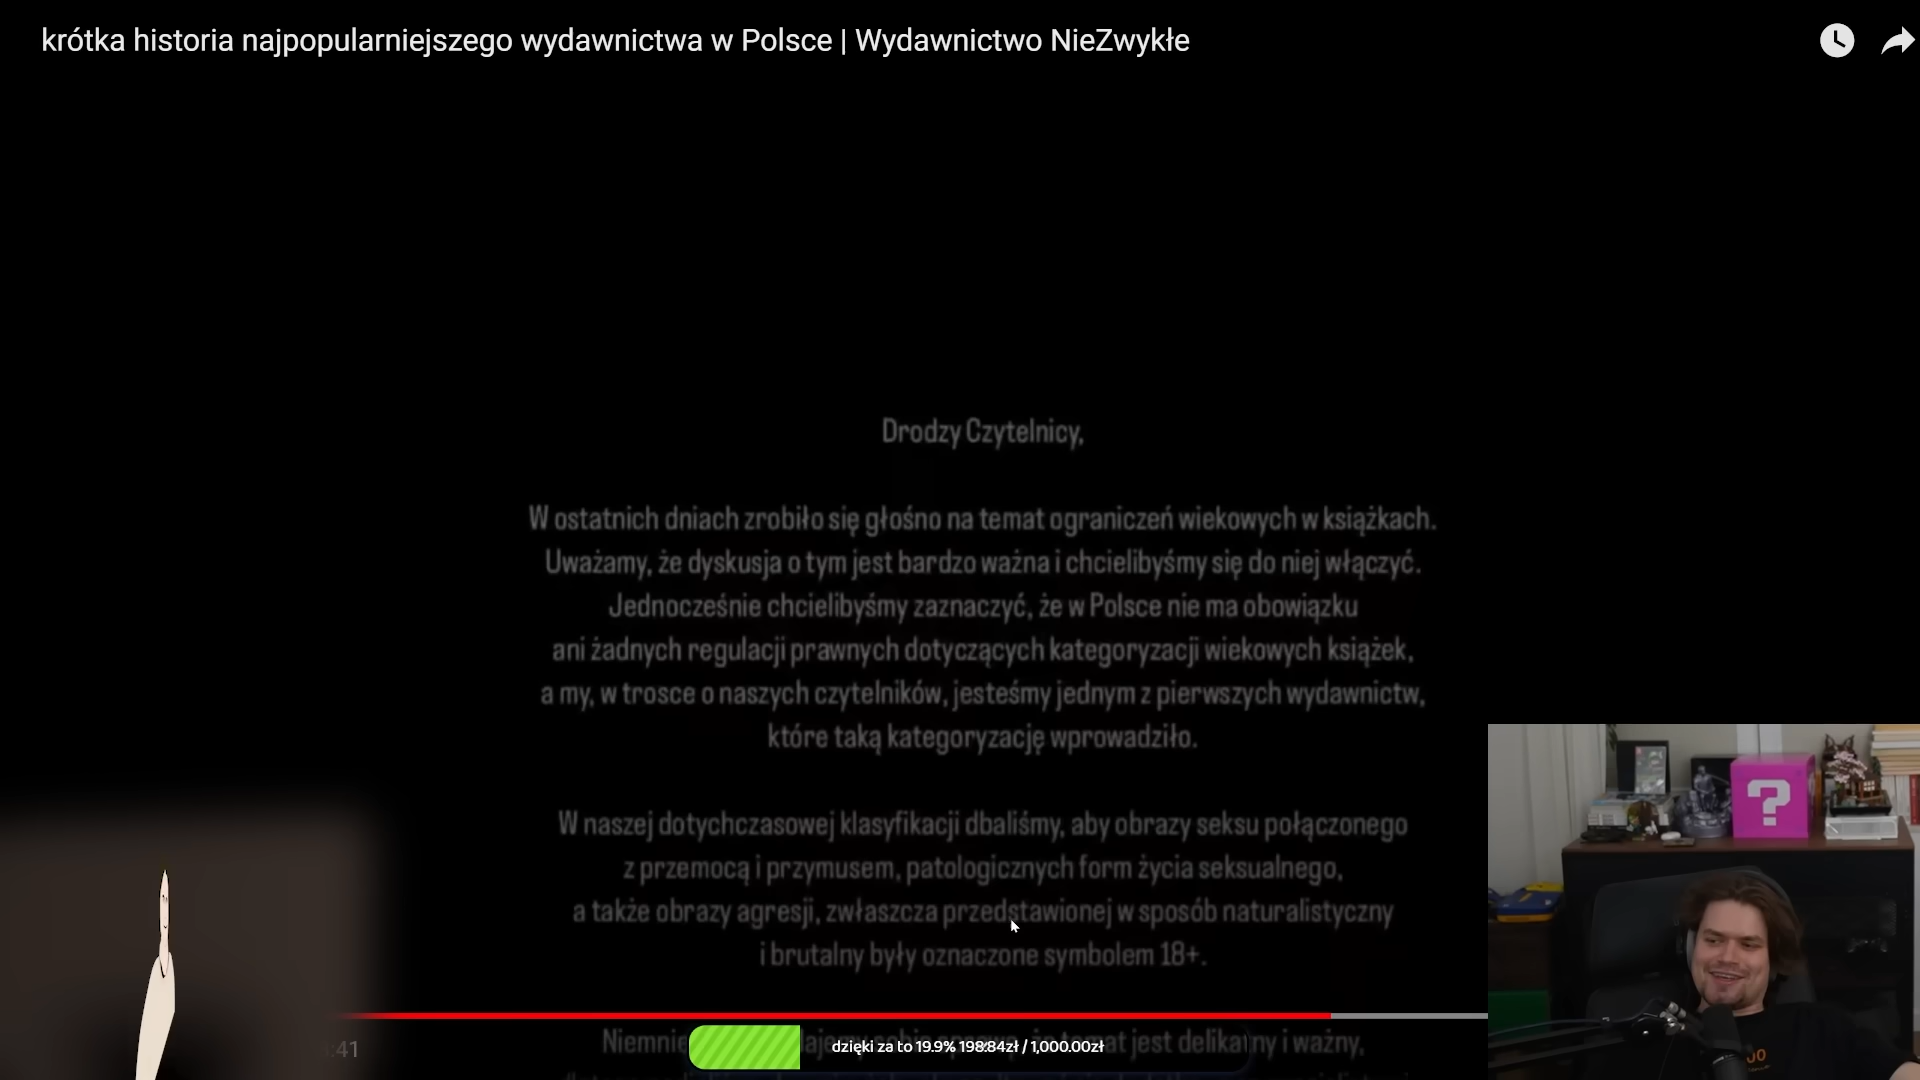 krótka historia najpopularniejszego wydawnictwa w Polsce | Wydawnictwo NieZwykłe
Drodzy Czytelnicy,
W ostatnich dniach zrobiło się głośno na temat ograniczeń wiekowych w książkach.
Uważamy, że dyskusja o tym jest bardzo ważna i chcielibyśmy się do niej włączyć.
Jednocześnie chcielibyśmy zaznaczyć, że w Polsce nie ma obowiązku
ani żadnych regulacji prawnych dotyczących kategoryzacji wiekowych książek,
a my, w trosce o naszych czytelników, jesteśmy jednym z pierwszych wydawnictw,
które taką kategoryzację wprowadziło.
W naszej dotychczasowej klasyfikacji dbaliśmy, aby obrazy seksu połączonego
z przemocą i przymusem, patologicznych form życia seksualnego,
a także obrazy agresji, zwłaszcza przedstawionej w sposób naturalistyczny
i brutalny były oznaczone symbolem 18+.
temat jest delikatny i ważny,
:41
dzięki za to 19.9% 198.84zł / 1,000.00zł
?